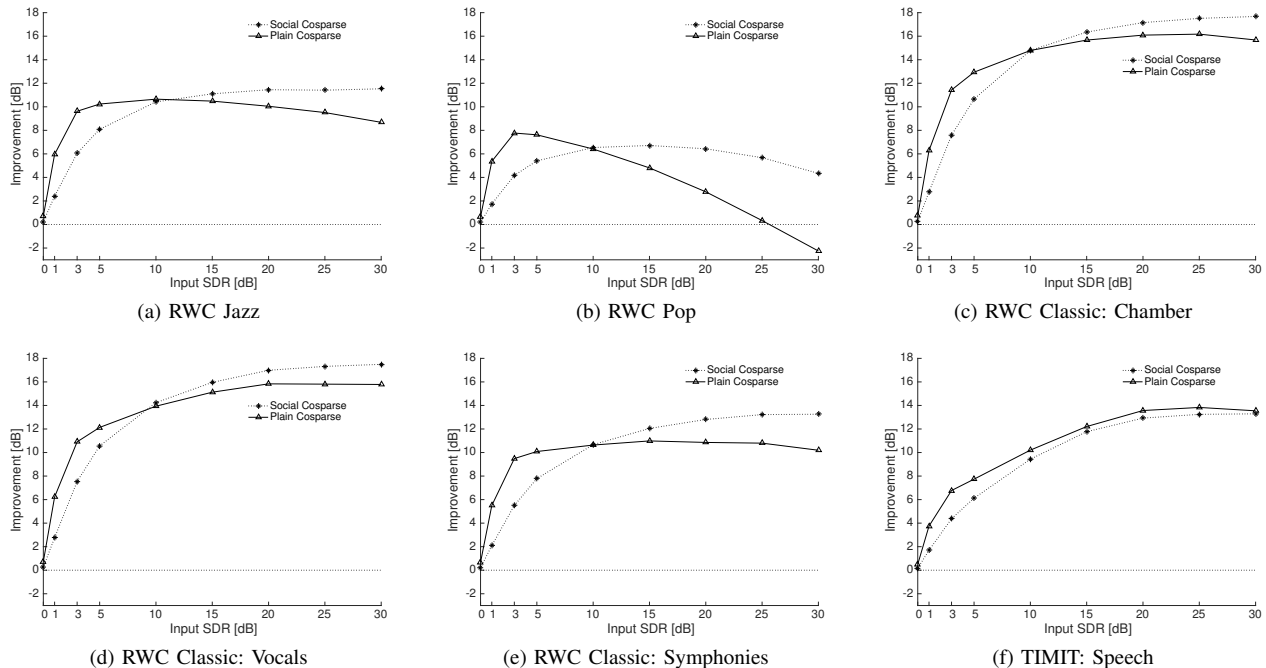 18
16
14
12
10
8
6
4
2
0
-2
Improvement [dB]
Social Cosparse
Plain Cosparse
0 1 3 5 10 15 20 25 30
Input SDR [dB]
(a) RWC Jazz
18
16
14
12
10
8
6
4
2
0
-2
Improvement [dB]
Social Cosparse
Plain Cosparse
0 1 3 5 10 15 20 25 30
Input SDR [dB]
(b) RWC Pop
18
16
14
12
10
8
6
4
2
0
-2
Improvement [dB]
Social Cosparse
Plain Cosparse
0 1 3 5 10 15 20 25 30
Input SDR [dB]
(c) RWC Classic: Chamber
18
16
14
12
10
8
6
4
2
0
-2
Improvement [dB]
Social Cosparse
Plain Cosparse
0 1 3 5 10 15 20 25 30
Input SDR [dB]
(d) RWC Classic: Vocals
18
16
14
12
10
8
6
4
2
0
-2
Improvement [dB]
Social Cosparse
Plain Cosparse
0 1 3 5 10 15 20 25 30
Input SDR [dB]
(e) RWC Classic: Symphonies
18
16
14
12
10
8
6
4
2
0
-2
Improvement [dB]
Social Cosparse
Plain Cosparse
0 1 3 5 10 15 20 25 30
Input SDR [dB]
(f) TIMIT: Speech